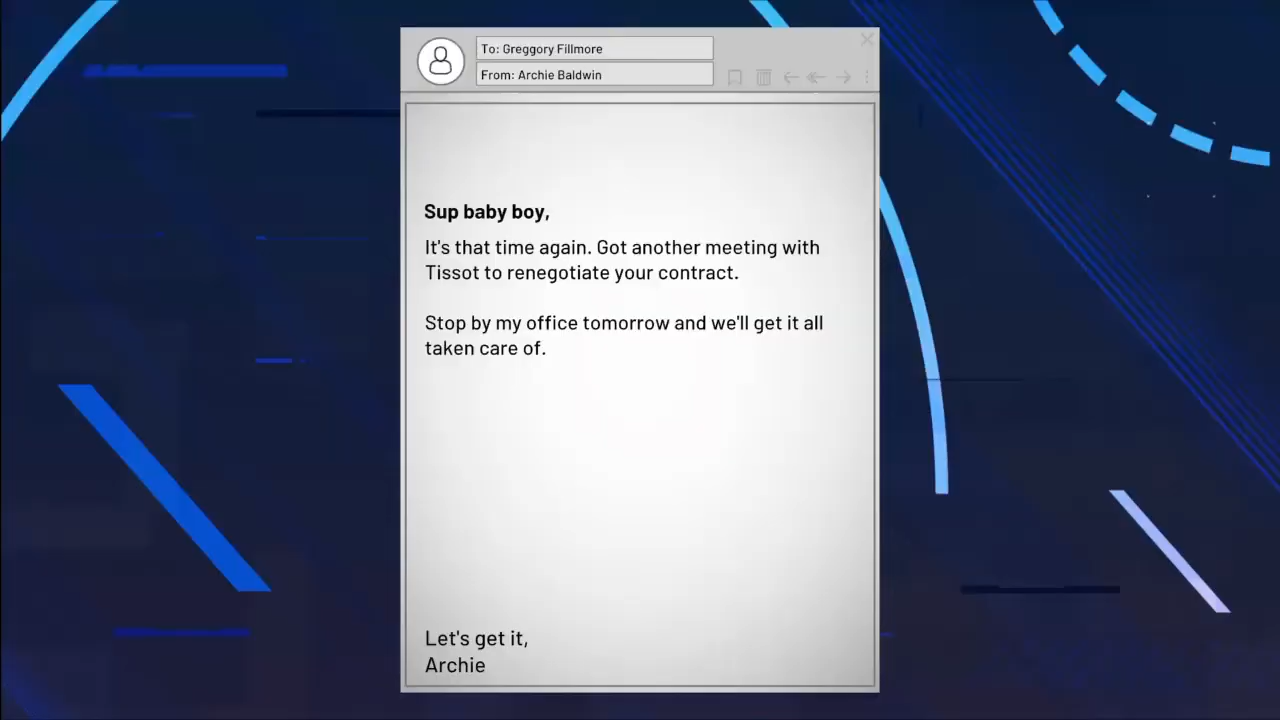 To: Greggory Fillmore
From: Archie Baldwin
Sup baby boy,
It's that time again. Got another meeting with
Tissot to renegotiate your contract.
Stop by my office tomorrow and we'll get it all
taken care of.
Let's get it,
Archie